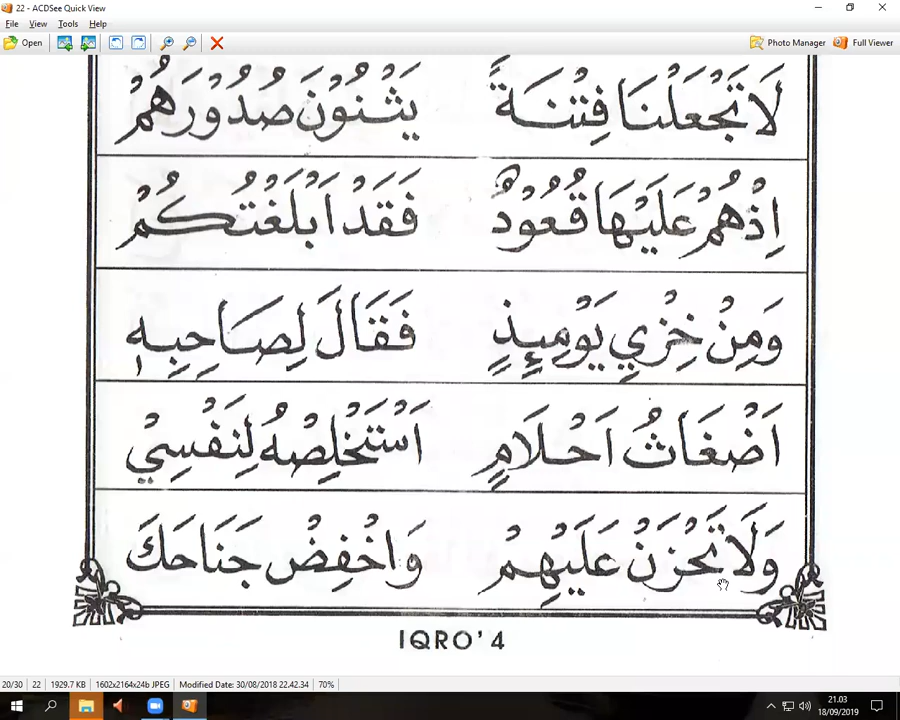 22 - ACDSee Quick View
File View Tools Help
Open Photo Manager Full Viewer
لَا تَجْعَلْنَا فِتْنَةً يَثْنُوْنَ صُدُوْرَهُمْ
اِذْهُمْ عَلَيْهَا قُعُوْدٌ فَقَدْ اَبْلَغْتُكُمْ
وَمِنْ خِزْيِ يَوْمِئِذٍ فَقَالَ لِصَاحِبِهٖ
اَضْغَاثُ اَحْلَامٍ اَسْتَخْلِصْهُ لِنَفْسِيْ
وَلَا تَحْزَنْ عَلَيْهِمْ وَاخْفِضْ جَنَاحَكَ
IQRO' 4
20/30 22 1929.7 KB 1602x2164x24b JPEG Modified Date: 30/08/2018 22.42.34 70%
21.03
18/09/2019